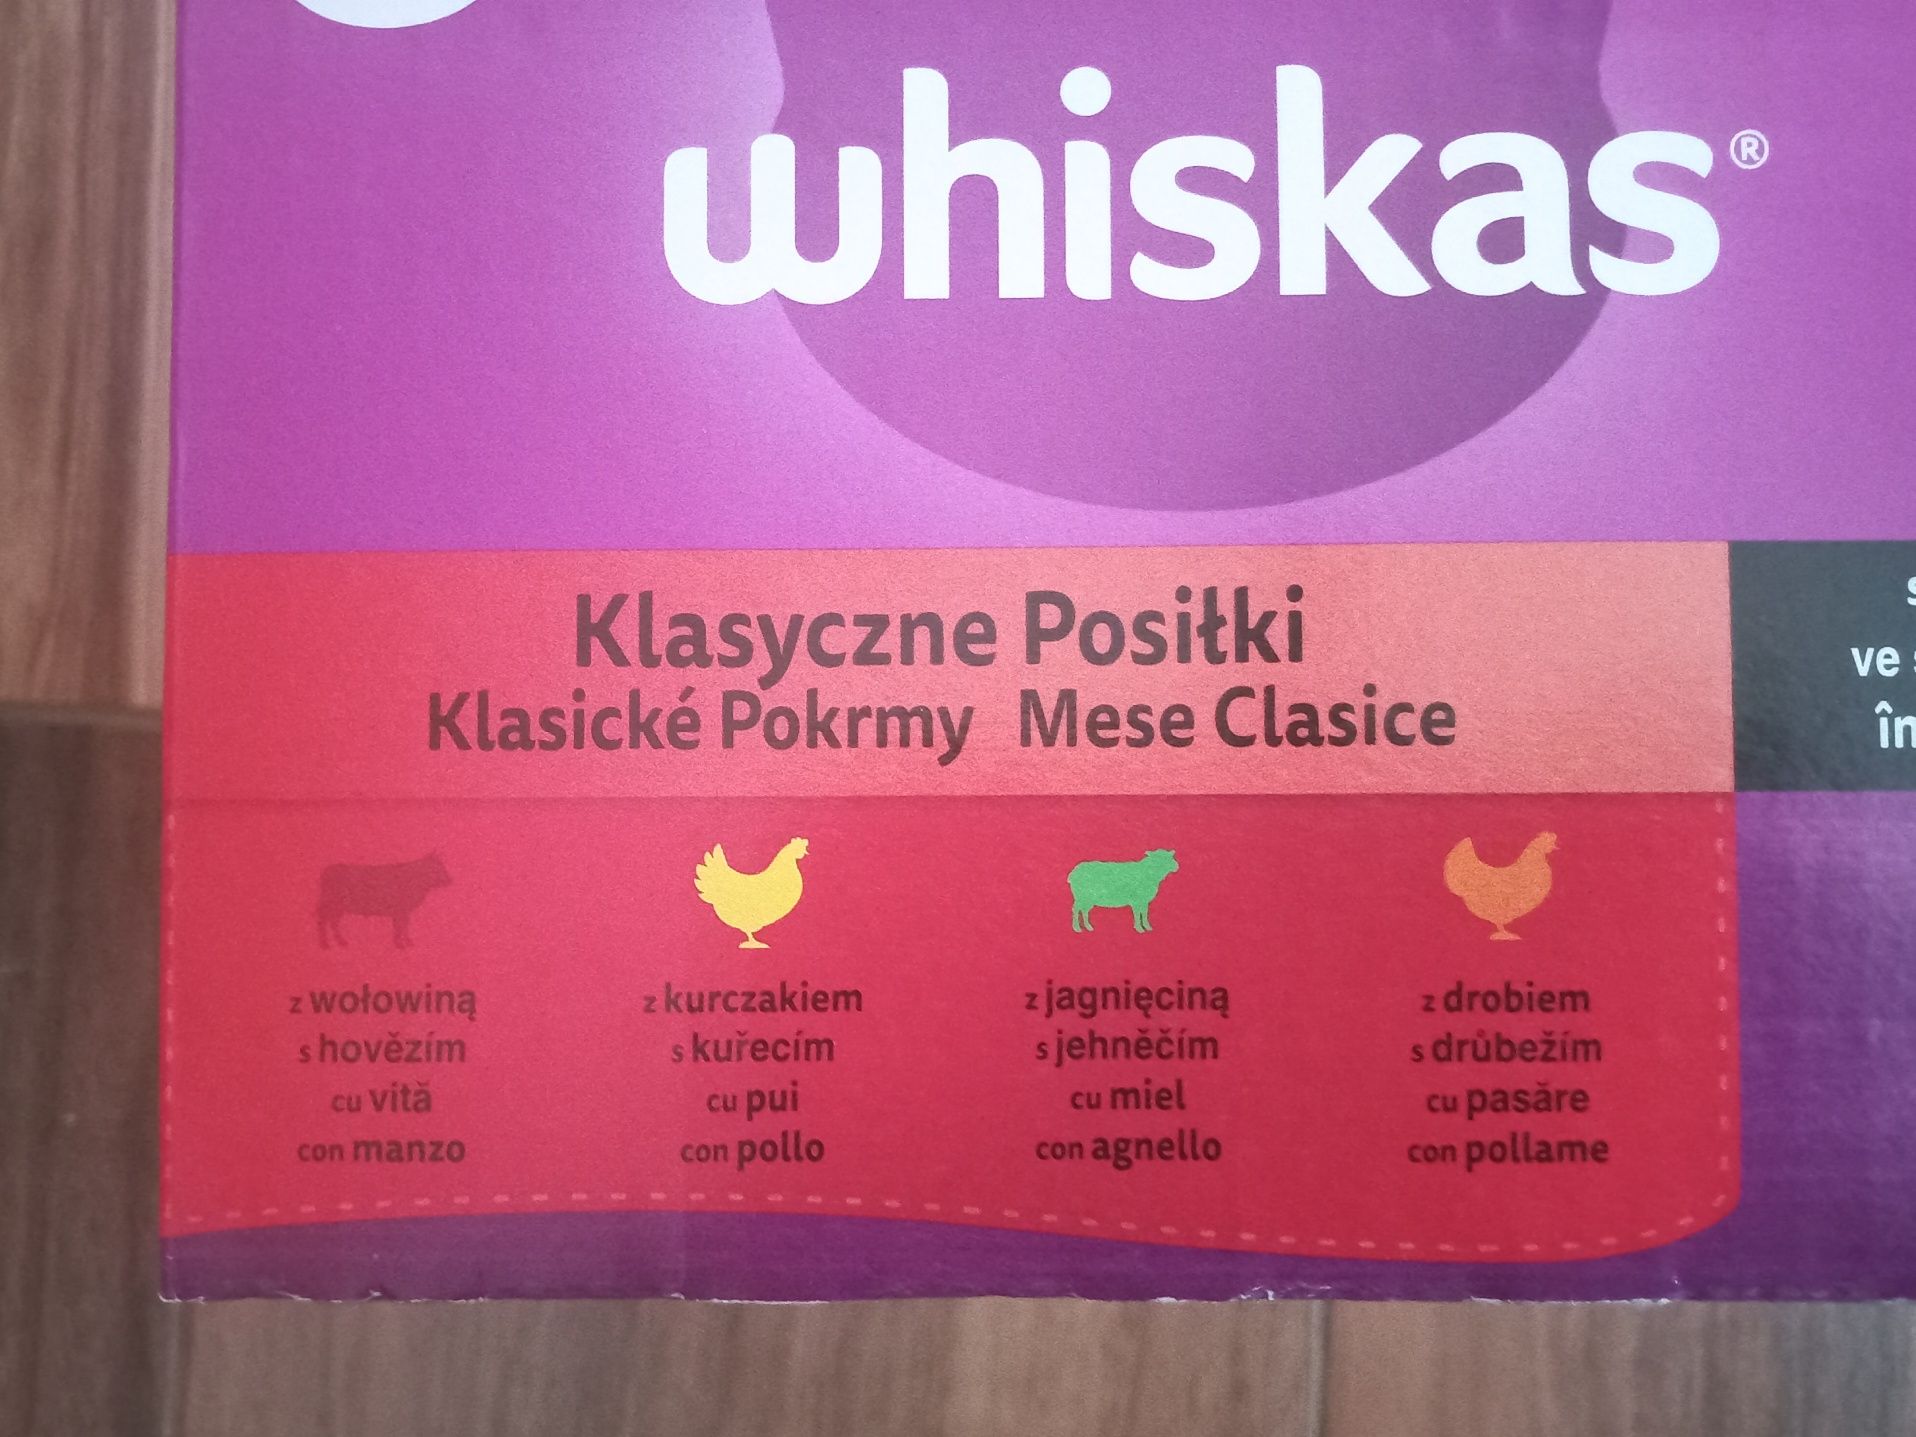 whiskas®
Klasyczne Posiłki
Klasické Pokrmy Mese Clasice
ve
z wołowiną
s hovězím
cu vită
con manzo
z kurczakiem
s kuřecím
cu pui
con pollo
z jagnięciną
s jehněčím
cu miel
con agnello
z drobiem
s drůbežím
cu pasăre
con pollame